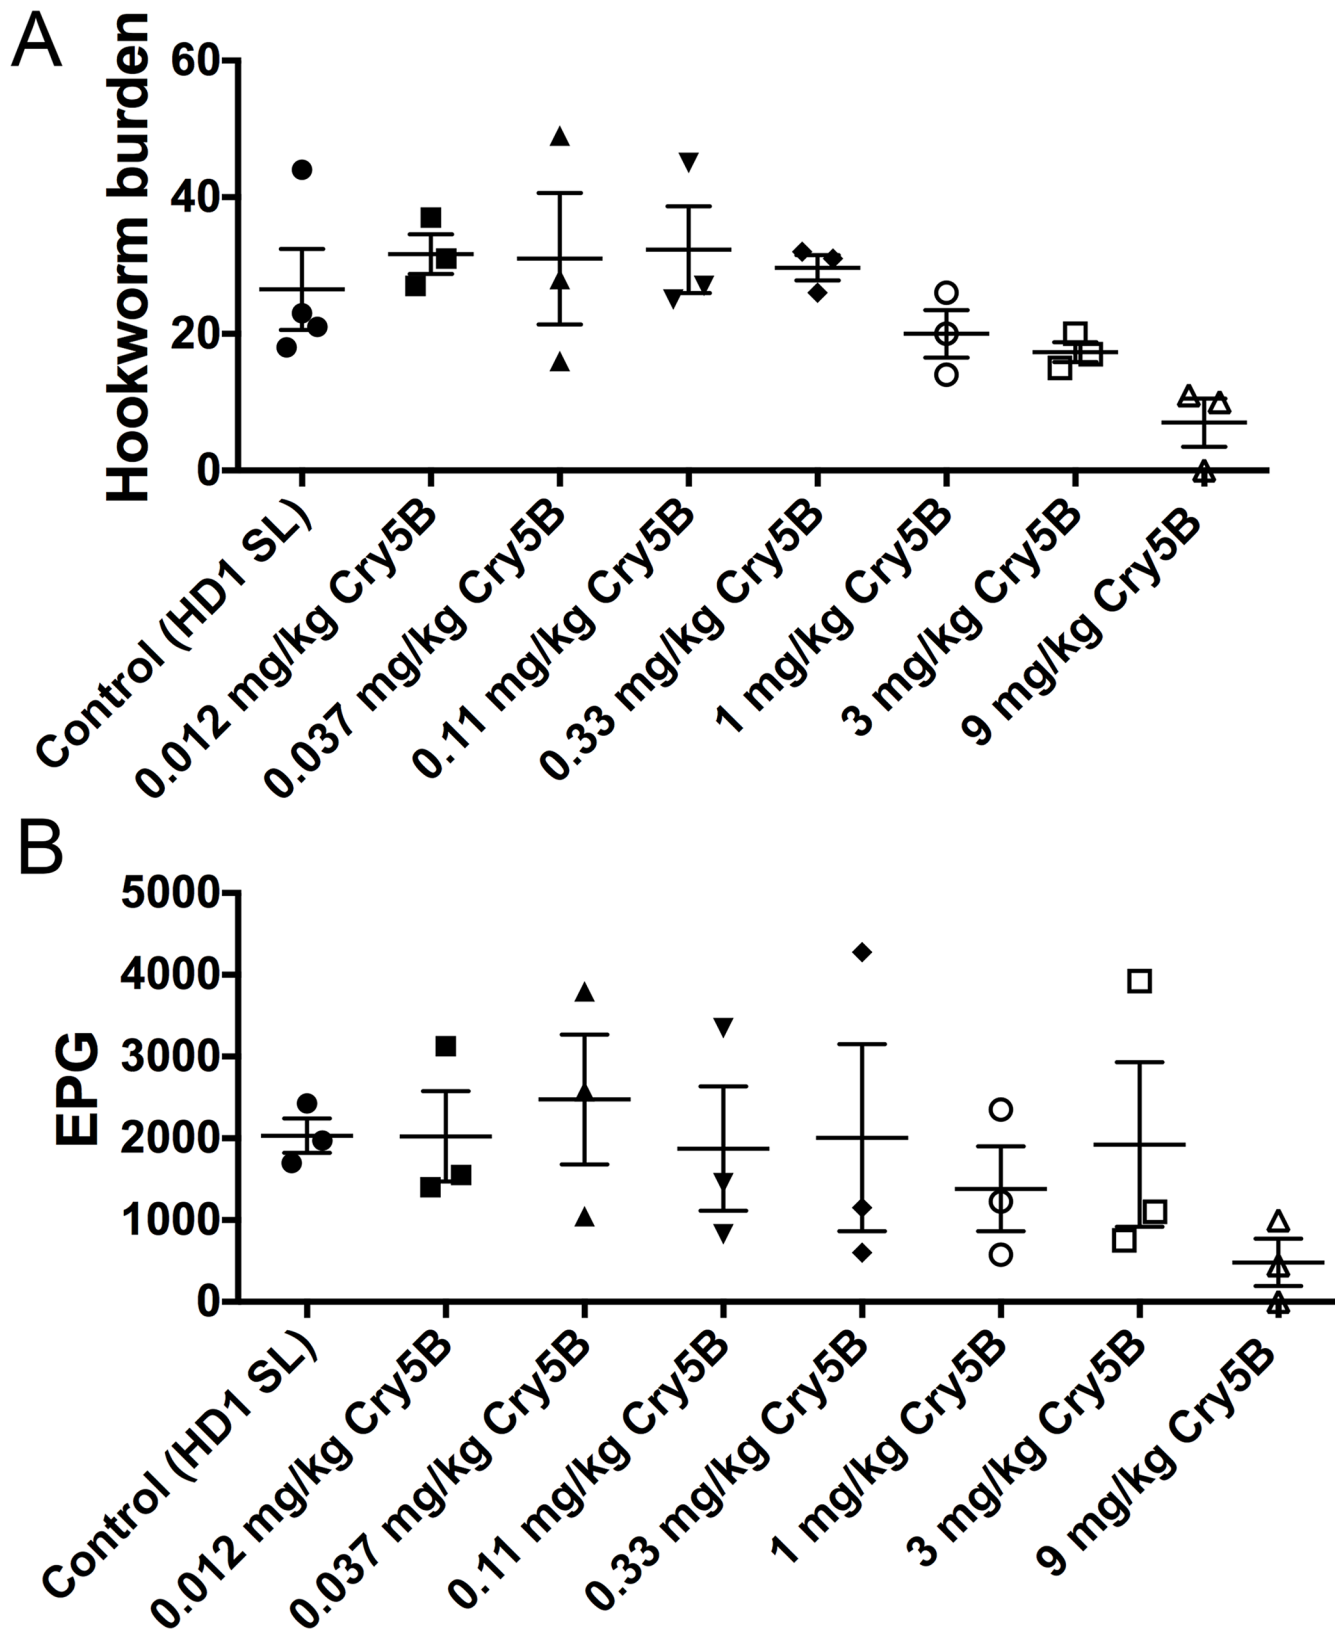 A
Hookworm burden
60
40
20
0
Control (HD1 SL)
0.012 mg/kg Cry5B
0.037 mg/kg Cry5B
0.11 mg/kg Cry5B
0.33 mg/kg Cry5B
1 mg/kg Cry5B
3 mg/kg Cry5B
9 mg/kg Cry5B
B
EPG
5000
4000
3000
2000
1000
0
Control (HD1 SL)
0.012 mg/kg Cry5B
0.037 mg/kg Cry5B
0.11 mg/kg Cry5B
0.33 mg/kg Cry5B
1 mg/kg Cry5B
3 mg/kg Cry5B
9 mg/kg Cry5B